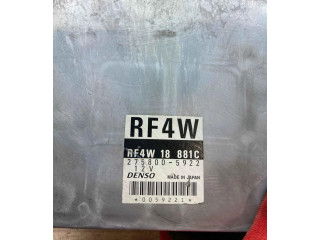 RF4W
RF4W 18 881C
275800-5922
12V
DENSO MADE IN JAPAN
*0059221*